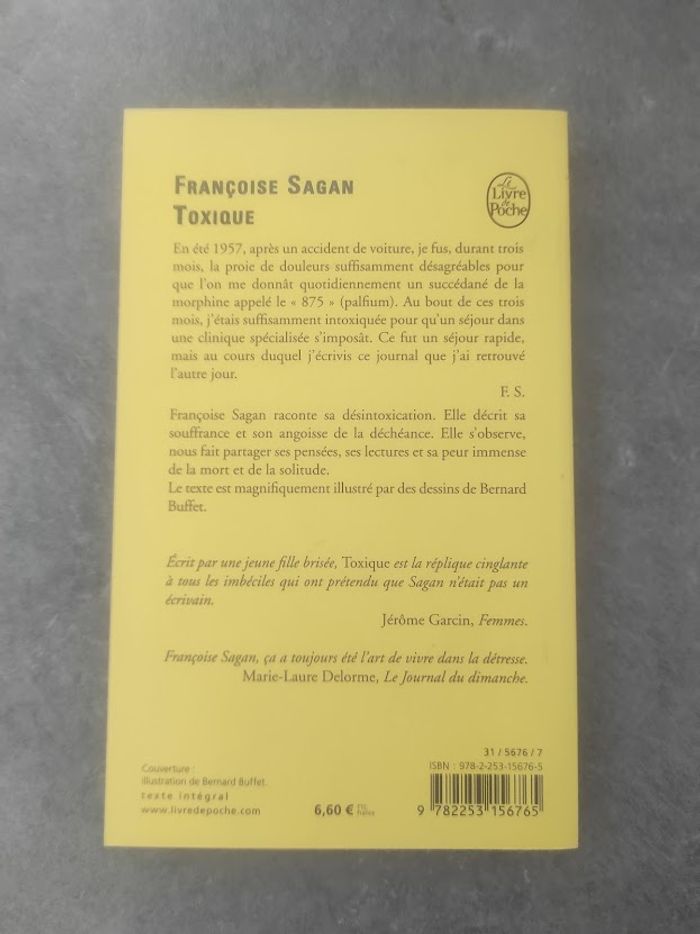 FRANÇOISE SAGAN
TOXIQUE
Le
Livre
de
Poche
En été 1957, après un accident de voiture, je fus, durant trois
mois, la proie de douleurs suffisamment désagréables pour
que l'on me donnât quotidiennement un succédané de la
morphine appelé le « 875 » (palfium). Au bout de ces trois
mois, j'étais suffisamment intoxiquée pour qu'un séjour dans
une clinique spécialisée s'imposât. Ce fut un séjour rapide,
mais au cours duquel j'écrivis ce journal que j'ai retrouvé
l'autre jour.
F. S.
Françoise Sagan raconte sa désintoxication. Elle décrit sa
souffrance et son angoisse de la déchéance. Elle s'observe,
nous fait partager ses pensées, ses lectures et sa peur immense
de la mort et de la solitude.
Le texte est magnifiquement illustré par des dessins de Bernard
Buffet.
Écrit par une jeune fille brisée, Toxique est la réplique cinglante
à tous les imbéciles qui ont prétendu que Sagan n'était pas un
écrivain.
Jérôme Garcin, Femmes.
Françoise Sagan, ça a toujours été l'art de vivre dans la détresse.
Marie-Laure Delorme, Le Journal du dimanche.
Couverture :
illustration de Bernard Buffet.
texte intégral
www.livredepoche.com
6,60 € TTC
France
31 / 5676 / 7
ISBN : 978-2-253-15676-5
9 782253 156765